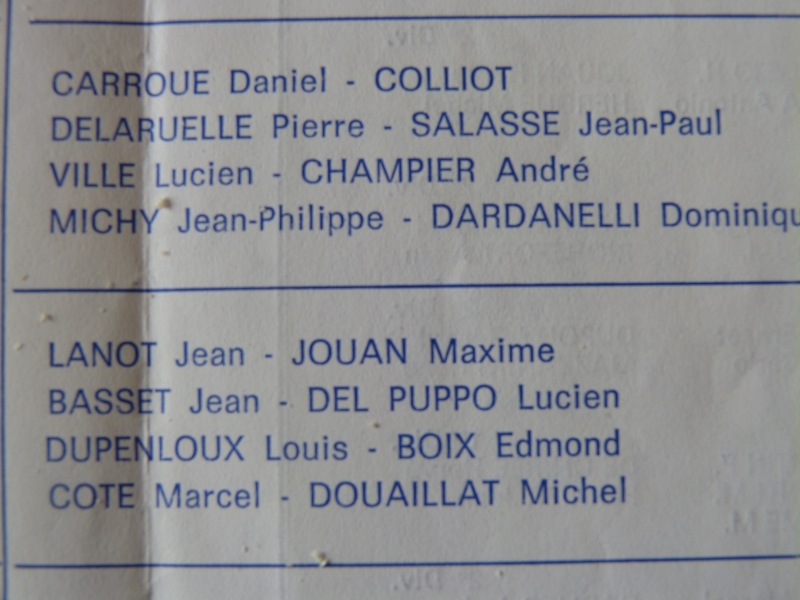 CARROUE Daniel - COLLIOT
DELARUELLE Pierre - SALASSE Jean-Paul
VILLE Lucien - CHAMPIER André
MICHY Jean-Philippe - DARDANELLI Dominiqu
LANOT Jean - JOUAN Maxime
BASSET Jean - DEL PUPPO Lucien
DUPENLOUX Louis - BOIX Edmond
COTE Marcel - DOUAILLAT Michel